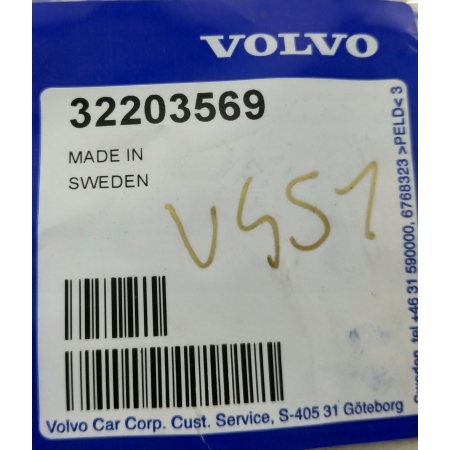 VOLVO
32203569
MADE IN
SWEDEN
V451
Volvo Car Corp. Cust. Service, S-405 31 Göteborg
Sweden, tel +46 31 590000, 6768323 >PELD< 3